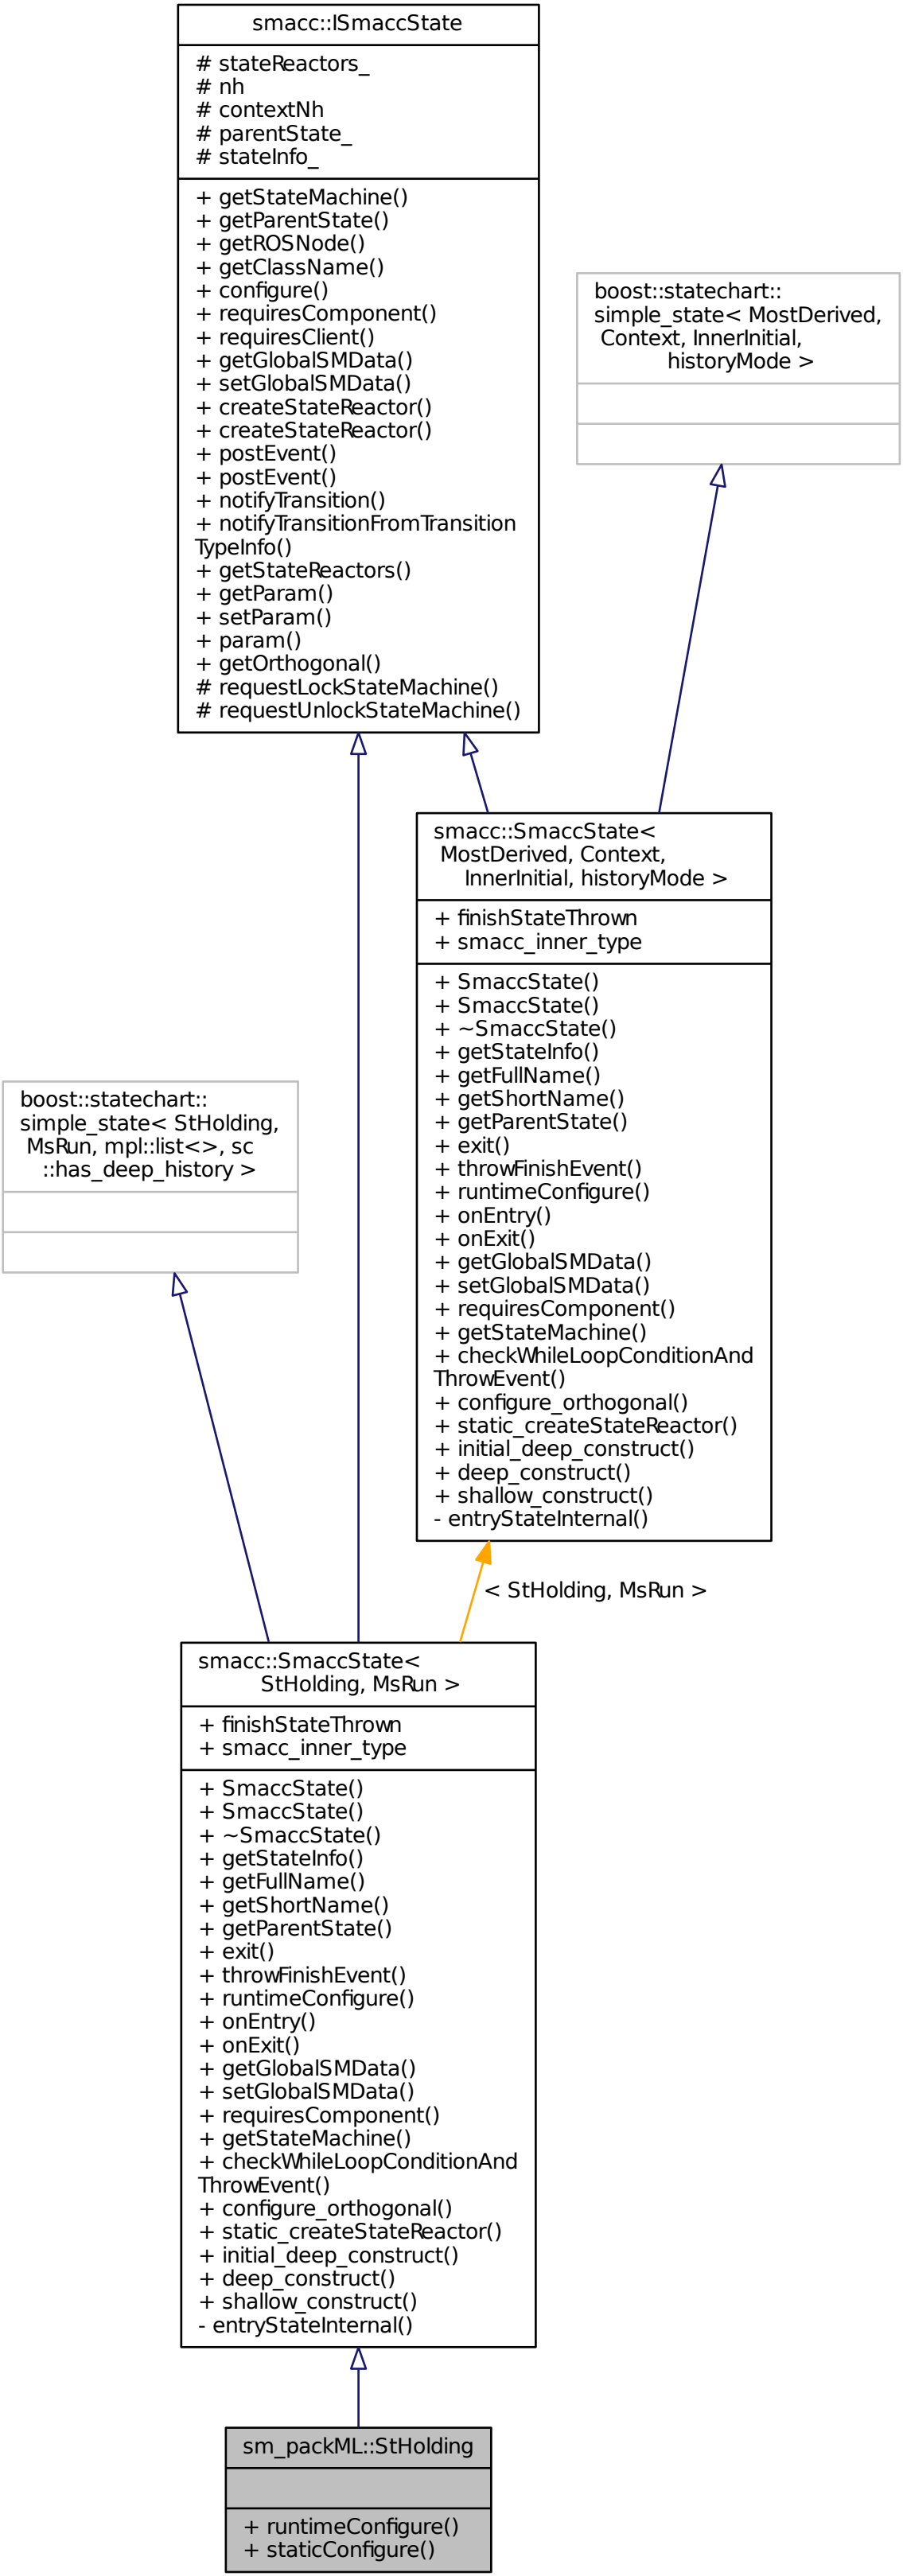 smacc::ISmaccState
# stateReactors_
# nh
# contextNh
# parentState_
# stateInfo_
+ getStateMachine()
+ getParentState()
+ getROSNode()
+ getClassName()
+ configure()
+ requiresComponent()
+ requiresClient()
+ getGlobalSMData()
+ setGlobalSMData()
+ createStateReactor()
+ createStateReactor()
+ postEvent()
+ postEvent()
+ notifyTransition()
+ notifyTransitionFromTransition
TypeInfo()
+ getStateReactors()
+ getParam()
+ setParam()
+ param()
+ getOrthogonal()
# requestLockStateMachine()
# requestUnlockStateMachine()
boost::statechart::
simple_state< MostDerived,
Context, InnerInitial,
historyMode >
smacc::SmaccState<
MostDerived, Context,
InnerInitial, historyMode >
+ finishStateThrown
+ smacc_inner_type
+ SmaccState()
+ SmaccState()
+ ~SmaccState()
+ getStateInfo()
+ getFullName()
+ getShortName()
+ getParentState()
+ exit()
+ throwFinishEvent()
+ runtimeConfigure()
+ onEntry()
+ onExit()
+ getGlobalSMData()
+ setGlobalSMData()
+ requiresComponent()
+ getStateMachine()
+ checkWhileLoopConditionAnd
ThrowEvent()
+ configure_orthogonal()
+ static_createStateReactor()
+ initial_deep_construct()
+ deep_construct()
+ shallow_construct()
- entryStateInternal()
boost::statechart::
simple_state< StHolding,
MsRun, mpl::list<>, sc
::has_deep_history >
< StHolding, MsRun >
smacc::SmaccState<
StHolding, MsRun >
+ finishStateThrown
+ smacc_inner_type
+ SmaccState()
+ SmaccState()
+ ~SmaccState()
+ getStateInfo()
+ getFullName()
+ getShortName()
+ getParentState()
+ exit()
+ throwFinishEvent()
+ runtimeConfigure()
+ onEntry()
+ onExit()
+ getGlobalSMData()
+ setGlobalSMData()
+ requiresComponent()
+ getStateMachine()
+ checkWhileLoopConditionAnd
ThrowEvent()
+ configure_orthogonal()
+ static_createStateReactor()
+ initial_deep_construct()
+ deep_construct()
+ shallow_construct()
- entryStateInternal()
sm_packML::StHolding
+ runtimeConfigure()
+ staticConfigure()